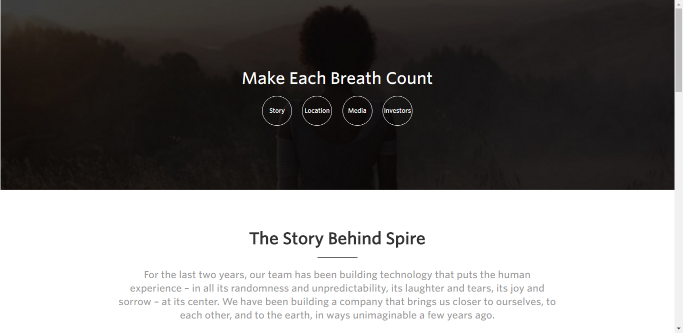 Make Each Breath Count
Story Location Media Investors
The Story Behind Spire
For the last two years, our team has been building technology that puts the human
experience – in all its randomness and unpredictability, its laughter and tears, its joy and
sorrow – at its center. We have been building a company that brings us closer to ourselves, to
each other, and to the earth, in ways unimaginable a few years ago.